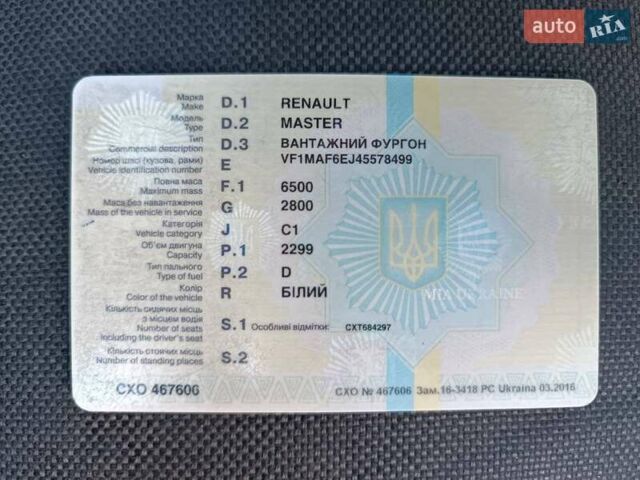 auto RIA.com
Марка
Make D.1 RENAULT
Модель
Type D.2 MASTER
Тип
Commercial description D.3 ВАНТАЖНИЙ ФУРГОН
Номер шасі (кузова, рами)
Vehicle identification number E VF1MAF6EJ45578499
Повна маса
Maximum mass F.1 6500
Маса без навантаження
Mass of the vehicle in service G 2800
Категорія
Vehicle category J C1
Об'єм двигуна
Capacity P.1 2299
Тип пального
Type of fuel P.2 D
Колір
Color of the vehicle R БІЛИЙ
Кількість сидячих місць
з місцем водія
Number of seats
including the driver's seat S.1 Особливі відмітки: CXT684297
Кількість стоячих місць
Number of standing places S.2
MIA UKRAINE
СХО 467606
СХО № 467606 Зам.16-3418 PC Ukraina 03.2016